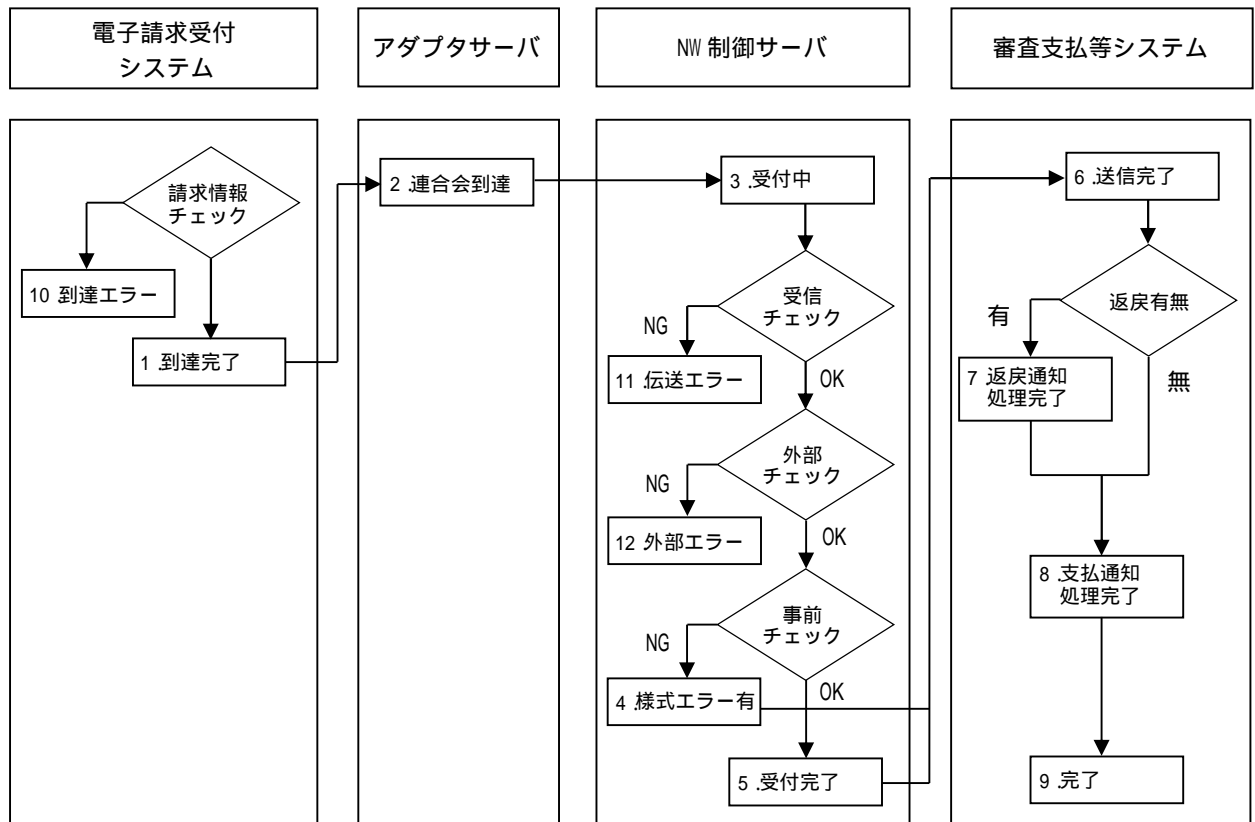 電子請求受付
システム
アダプタサーバ
NW 制御サーバ
審査支払等システム
請求情報
チェック
10.到達エラー
1.到達完了
2.連合会到達
3.受付中
受信
チェック
NG
11.伝送エラー
OK
外部
チェック
NG
12.外部エラー
OK
事前
チェック
NG
4.様式エラー有
OK
5.受付完了
6.送信完了
返戻有無
有
7.返戻通知
処理完了
無
8.支払通知
処理完了
9.完了